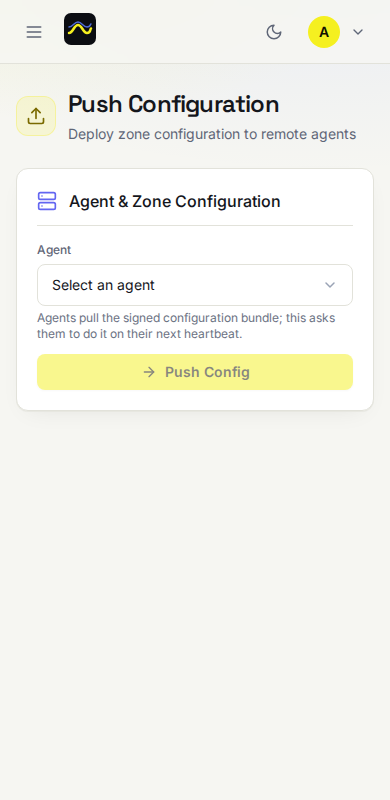 A
Push Configuration
Deploy zone configuration to remote agents
Agent & Zone Configuration
Agent
Select an agent
Agents pull the signed configuration bundle; this asks
them to do it on their next heartbeat.
Push Config